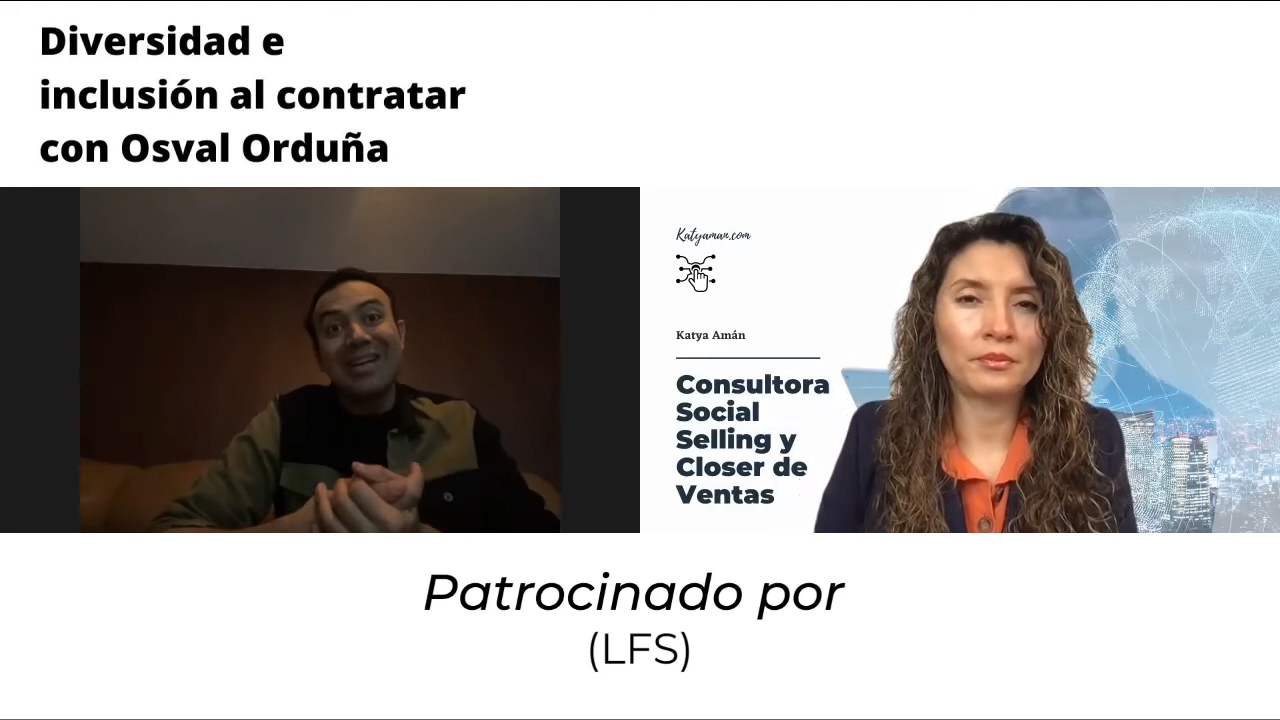 Diversidad e
inclusión al contratar
con Osval Orduña
Katyaman.com
Katya Amán
Consultora
Social
Selling y
Closer de
Ventas
Patrocinado por
(LFS)